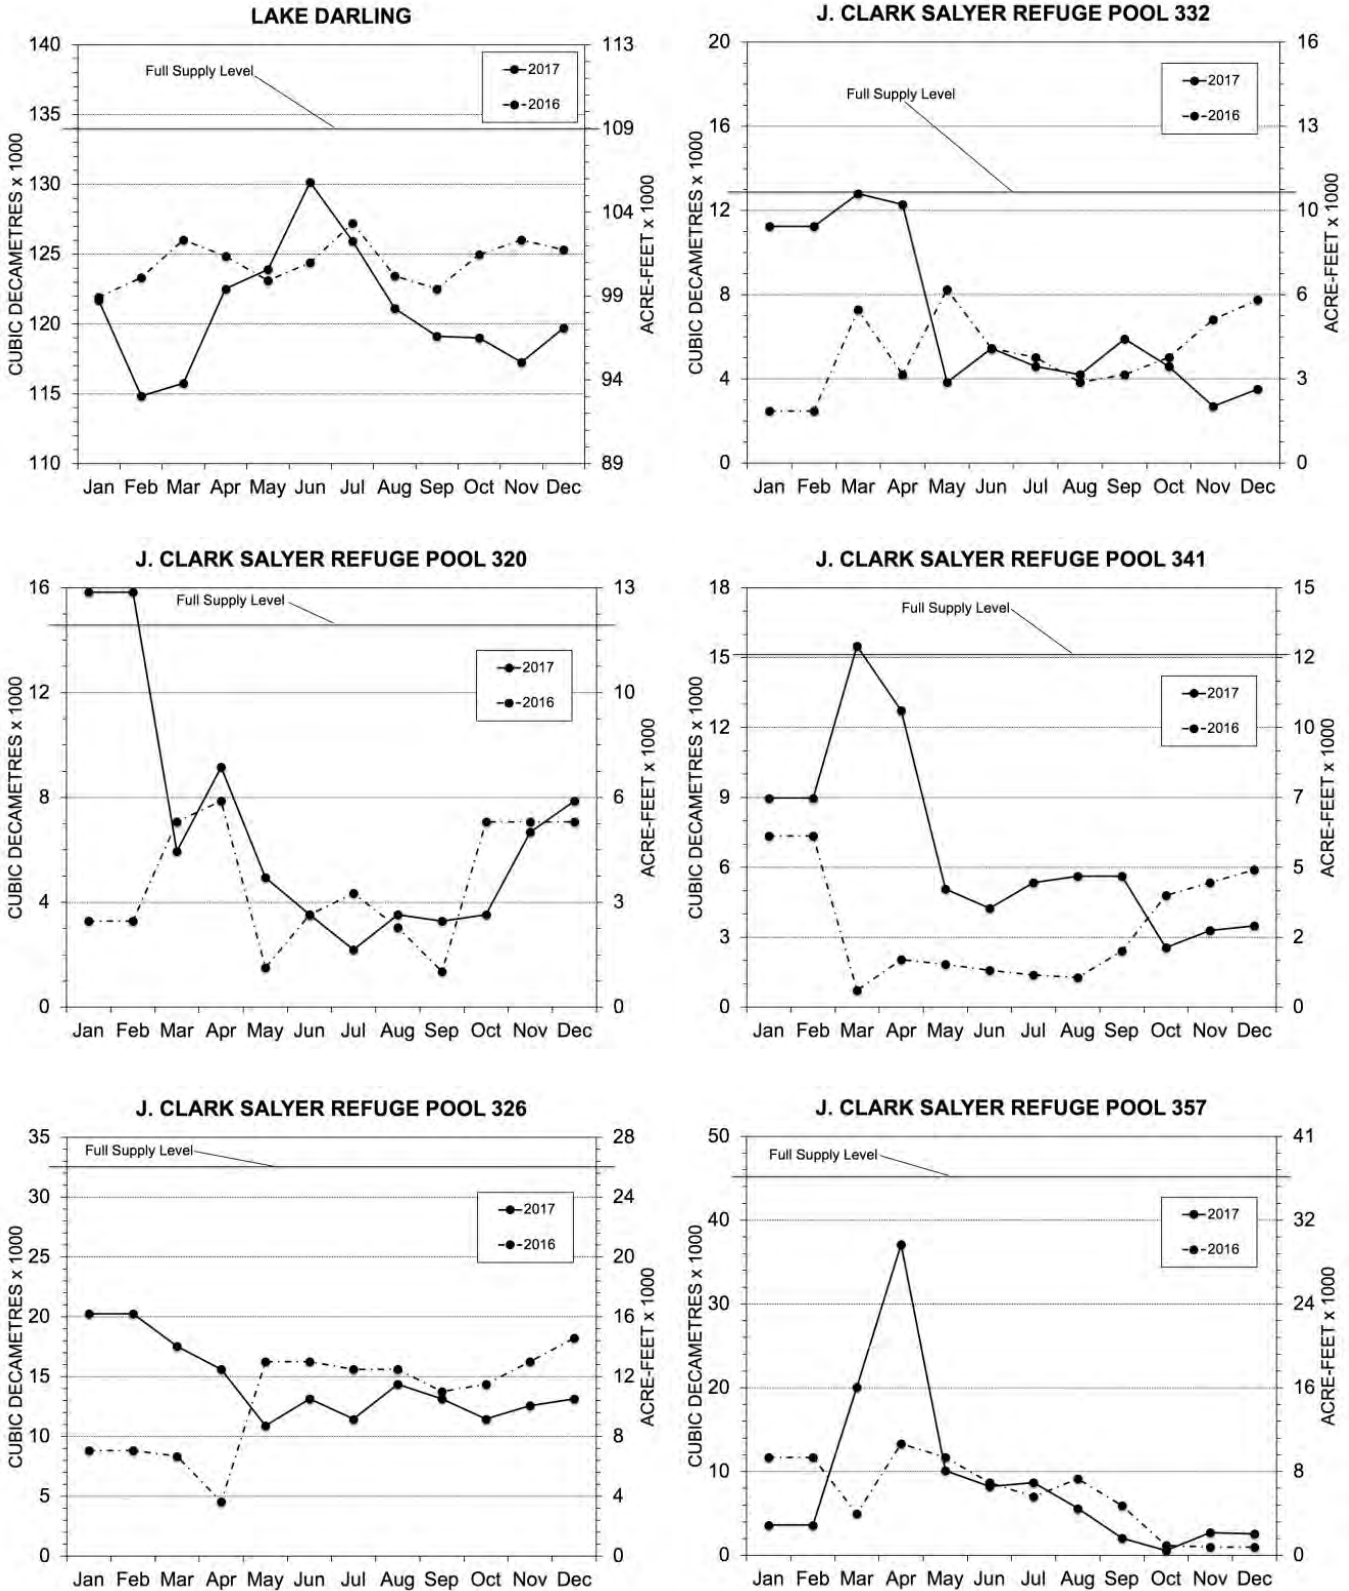 LAKE DARLING
140
135
130
125
120
115
110
113
109
104
99
94
89
CUBIC DECAMETRES x 1000
ACRE-FEET x 1000
Full Supply Level
2017
2016
Jan Feb Mar Apr May Jun Jul Aug Sep Oct Nov Dec
J. CLARK SALYER REFUGE POOL 332
20
16
12
8
4
0
16
13
10
6
3
0
CUBIC DECAMETRES x 1000
ACRE-FEET x 1000
Full Supply Level
2017
2016
Jan Feb Mar Apr May Jun Jul Aug Sep Oct Nov Dec
J. CLARK SALYER REFUGE POOL 320
16
12
8
4
0
13
10
6
3
0
CUBIC DECAMETRES x 1000
ACRE-FEET x 1000
Full Supply Level
2017
2016
Jan Feb Mar Apr May Jun Jul Aug Sep Oct Nov Dec
J. CLARK SALYER REFUGE POOL 341
18
15
12
9
6
3
0
15
12
10
7
5
2
0
CUBIC DECAMETRES x 1000
ACRE-FEET x 1000
Full Supply Level
2017
2016
Jan Feb Mar Apr May Jun Jul Aug Sep Oct Nov Dec
J. CLARK SALYER REFUGE POOL 326
35
30
25
20
15
10
5
0
28
24
20
16
12
8
4
0
CUBIC DECAMETRES x 1000
ACRE-FEET x 1000
Full Supply Level
2017
2016
Jan Feb Mar Apr May Jun Jul Aug Sep Oct Nov Dec
J. CLARK SALYER REFUGE POOL 357
50
40
30
20
10
0
41
32
24
16
8
0
CUBIC DECAMETRES x 1000
ACRE-FEET x 1000
Full Supply Level
2017
2016
Jan Feb Mar Apr May Jun Jul Aug Sep Oct Nov Dec